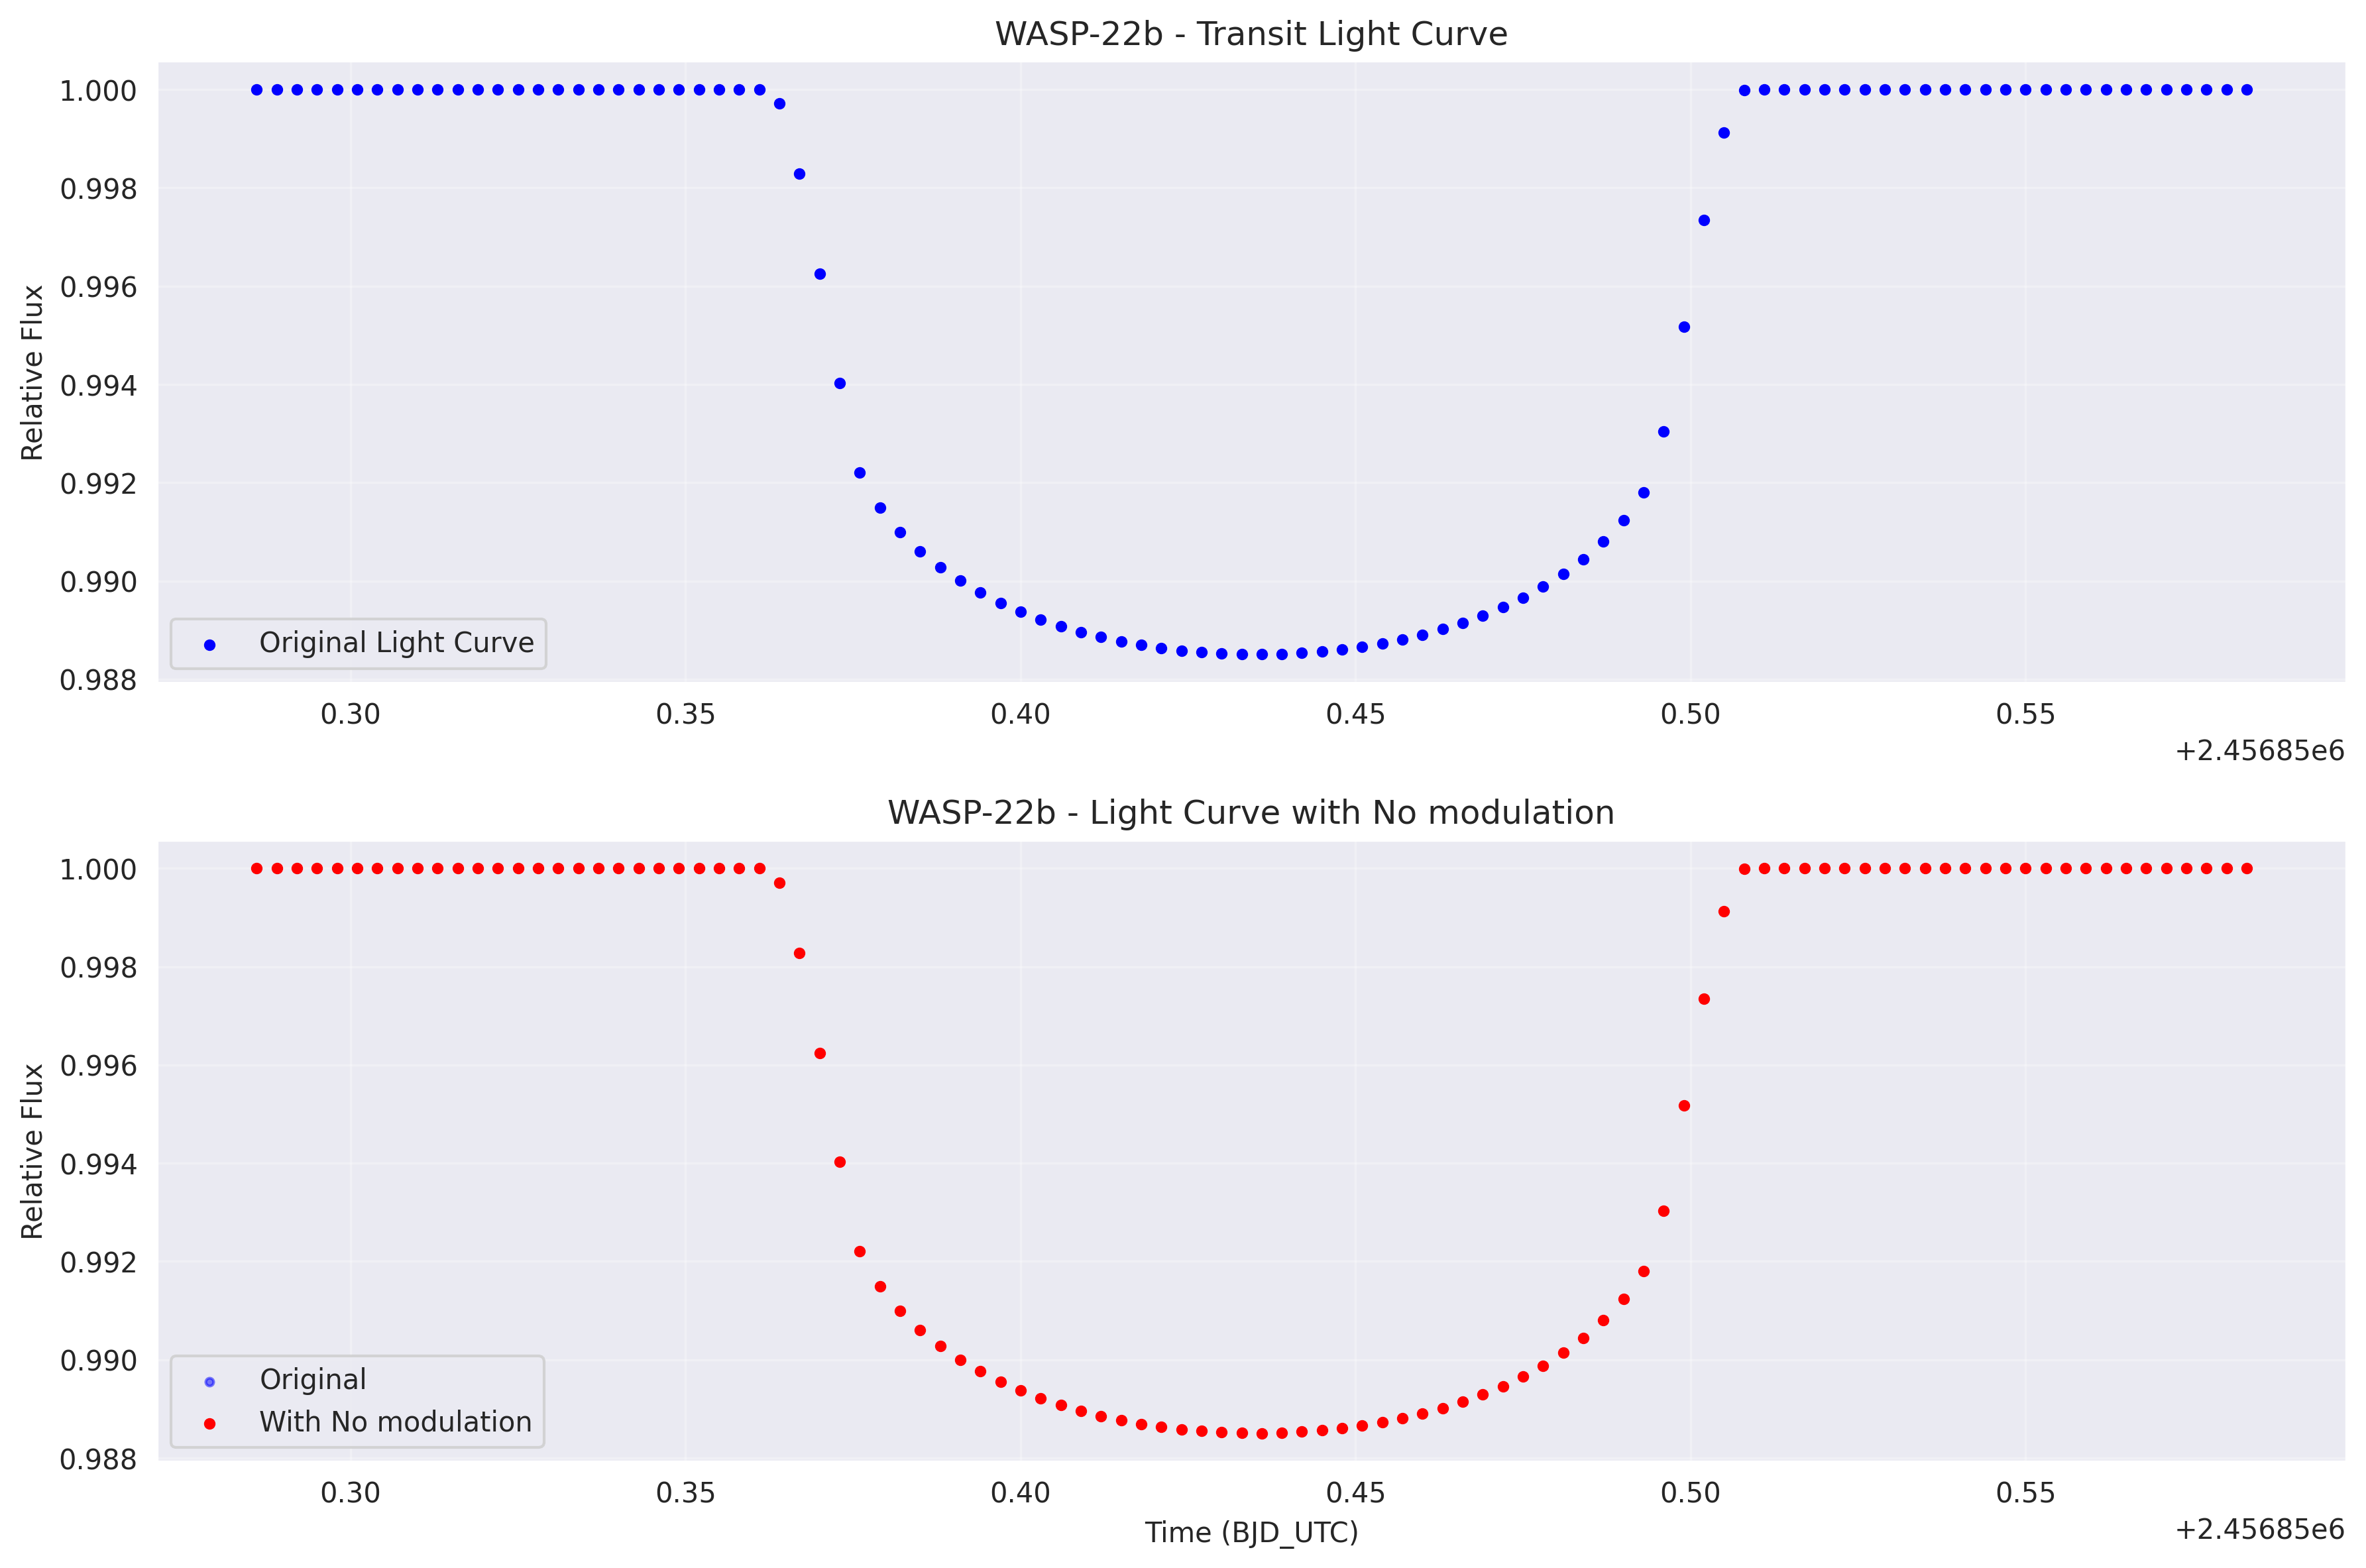 WASP-22b - Transit Light Curve
Relative Flux
1.000
0.998
0.996
0.994
0.992
0.990
0.988
Original Light Curve
0.30 0.35 0.40 0.45 0.50 0.55
+2.45685e6
WASP-22b - Light Curve with No modulation
Relative Flux
1.000
0.998
0.996
0.994
0.992
0.990
0.988
Original
With No modulation
0.30 0.35 0.40 0.45 0.50 0.55
Time (BJD_UTC)
+2.45685e6